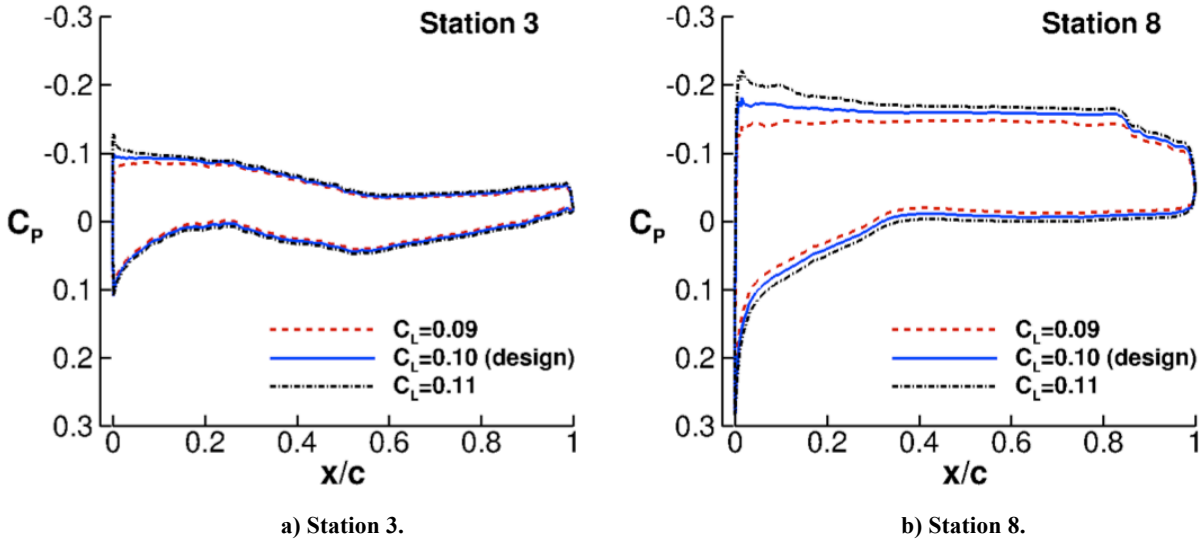 Station 3
-0.3
-0.2
-0.1
0
0.1
0.2
0.3
C_P
C_L=0.09
C_L=0.10 (design)
C_L=0.11
0 0.2 0.4 0.6 0.8 1
x/c
a) Station 3.
Station 8
-0.3
-0.2
-0.1
0
0.1
0.2
0.3
C_P
C_L=0.09
C_L=0.10 (design)
C_L=0.11
0 0.2 0.4 0.6 0.8 1
x/c
b) Station 8.